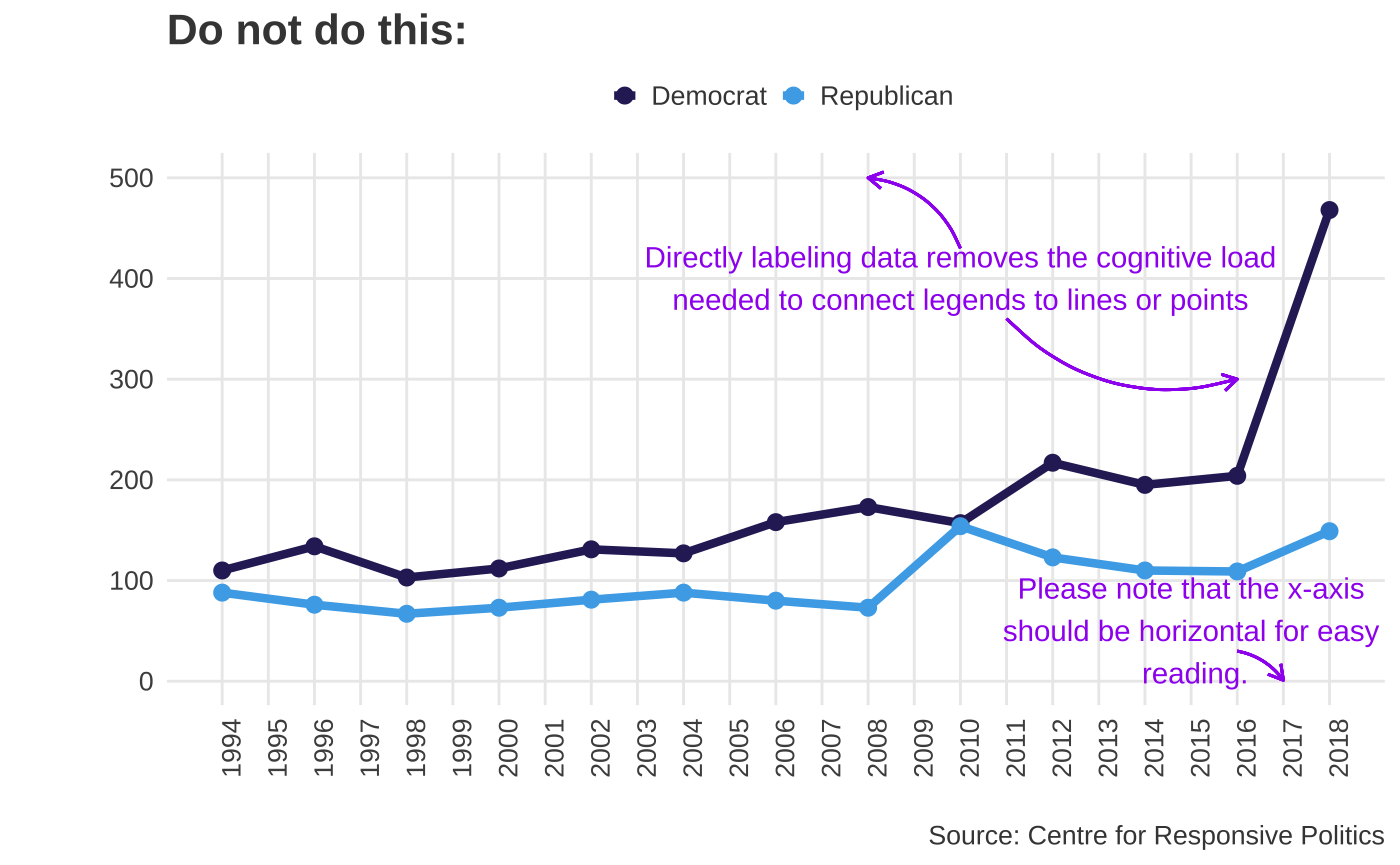 Do not do this:
Democrat Republican
500
Directly labeling data removes the cognitive load
400
needed to connect legends to lines or points
300
200
100
Please note that the x-axis
should be horizontal for easy
reading.
0
1994 1995 1996 1997 1999 2000 2001 2002 2003 2004 2005 2006 2007 2008 2009 2010 2011 2012 2013 2014 2015 2016 2017 2018
Source: Centre for Responsive Politics